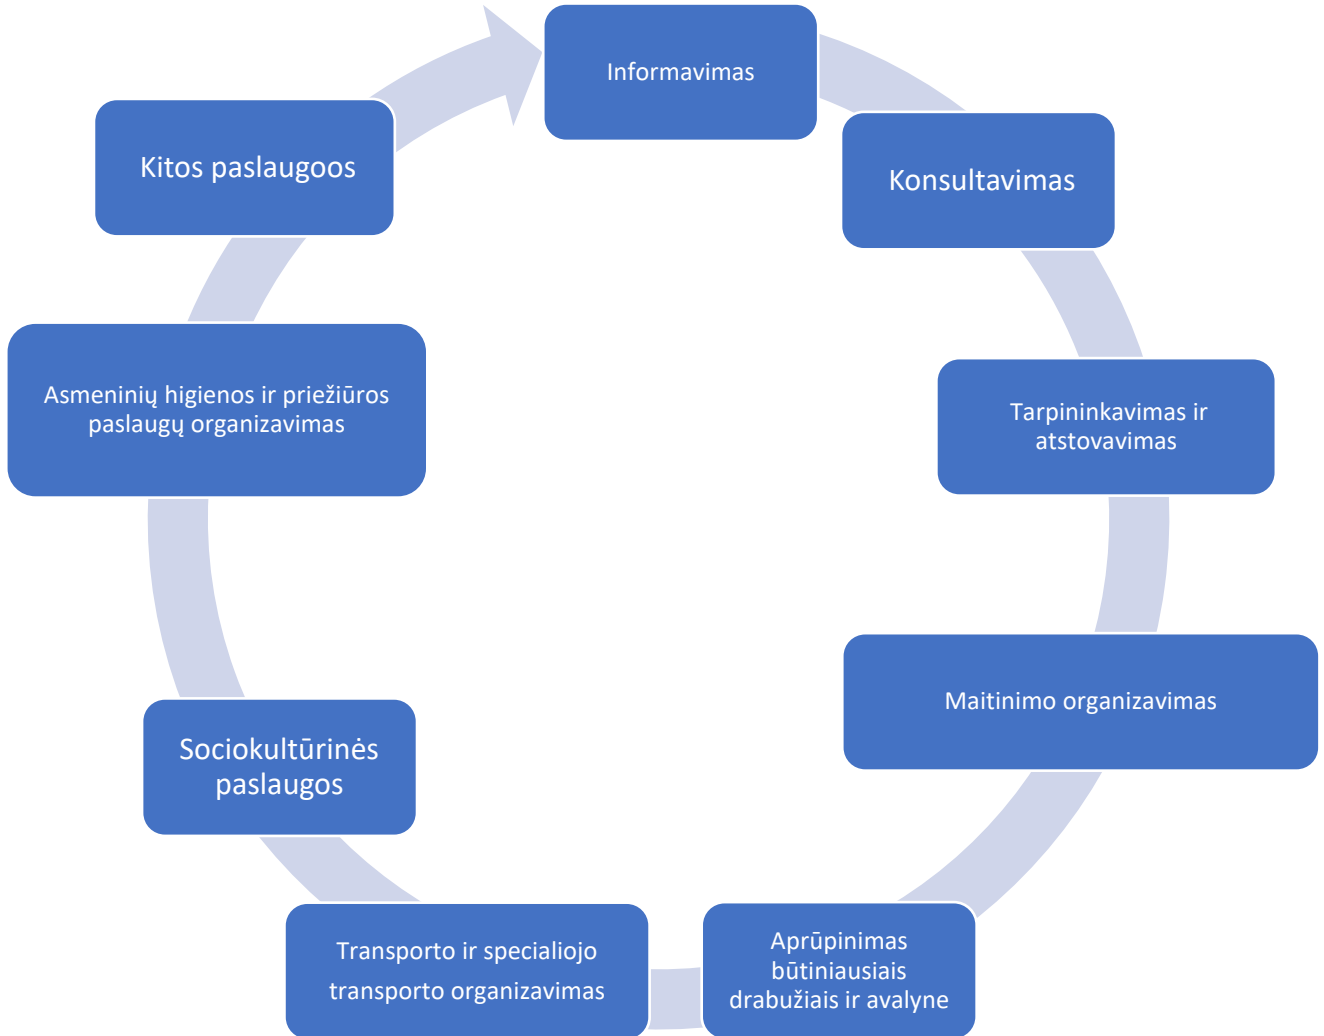 Informavimas
Konsultavimas
Tarpininkavimas ir
atstovavimas
Maitinimo organizavimas
Aprūpinimas
būtiniausiais
drabužiais ir avalyne
Transporto ir specialiojo
transporto organizavimas
Sociokultūrinės
paslaugos
Asmeninių higienos ir priežiūros
paslaugų organizavimas
Kitos paslaugoos